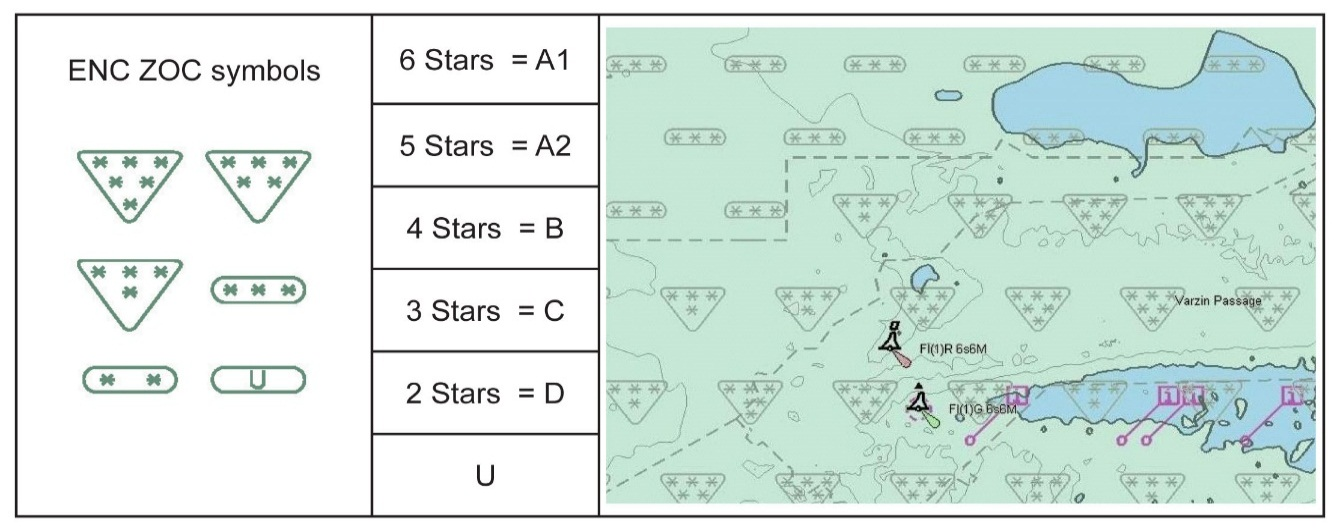 ENC ZOC symbols
U
6 Stars = A1
5 Stars = A2
4 Stars = B
3 Stars = C
2 Stars = D
U
Varzin Passage
Fl(1)R 6s6M
Fl(1)G 6s6M